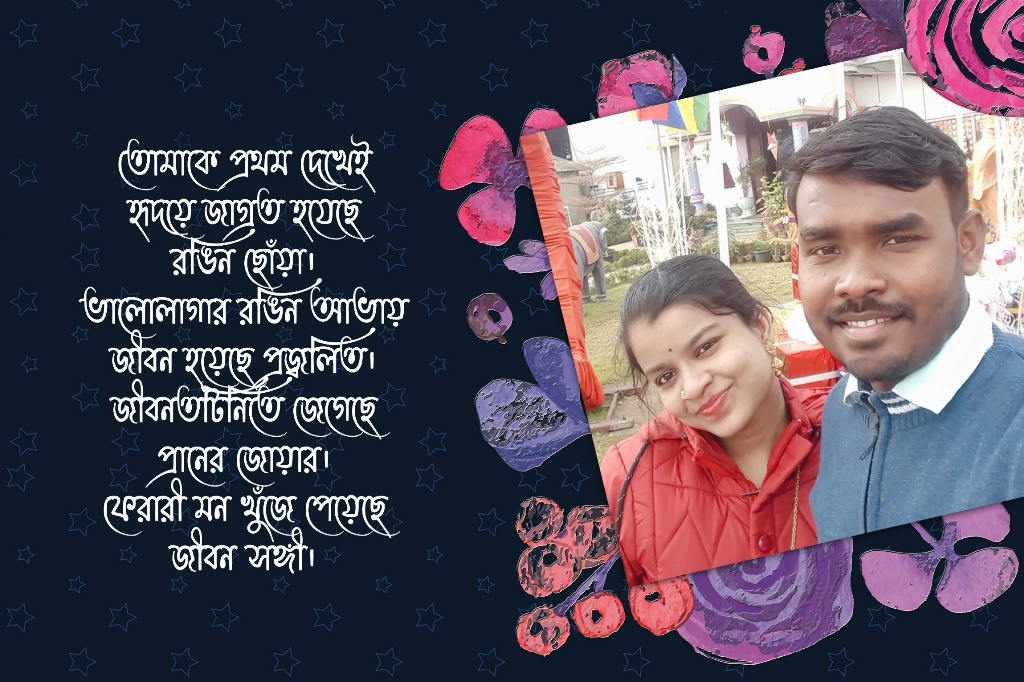 তোমাকে প্রথম দেখেই
হৃদয়ে জাগ্রত হয়েছে
রঙিন ছোঁয়া।
ভালোলাগার রঙিন আভায়
জীবন হয়েছে প্রজ্বলিত।
জীবনতটিনিতে জেগেছে
প্রানের জোয়ার।
ফেরারী মন খুঁজে পেয়েছে
জীবন সঙ্গী।